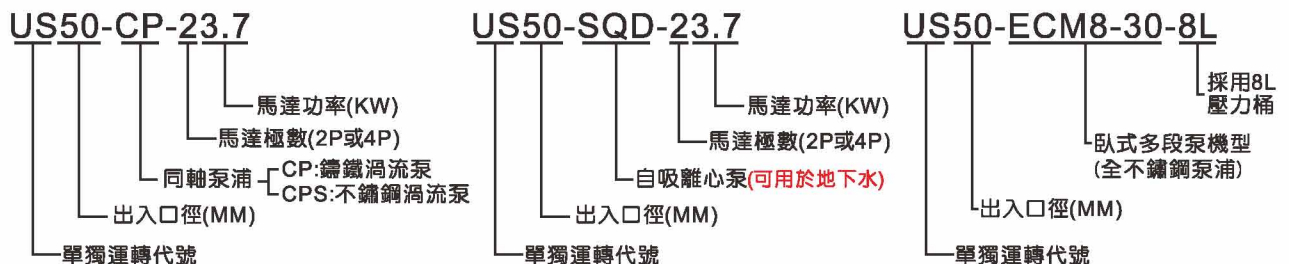 US50-CP-23.7
馬達功率(KW)
馬達極數(2P或4P)
同軸泵浦
CP:鑄鐵渦流泵
CPS:不鏽鋼渦流泵
出入口徑(MM)
單獨運轉代號
US50-SQD-23.7
馬達功率(KW)
馬達極數(2P或4P)
自吸離心泵(可用於地下水)
出入口徑(MM)
單獨運轉代號
US50-ECM8-30-8L
採用8L
壓力桶
臥式多段泵機型
(全不鏽鋼泵浦)
出入口徑(MM)
單獨運轉代號